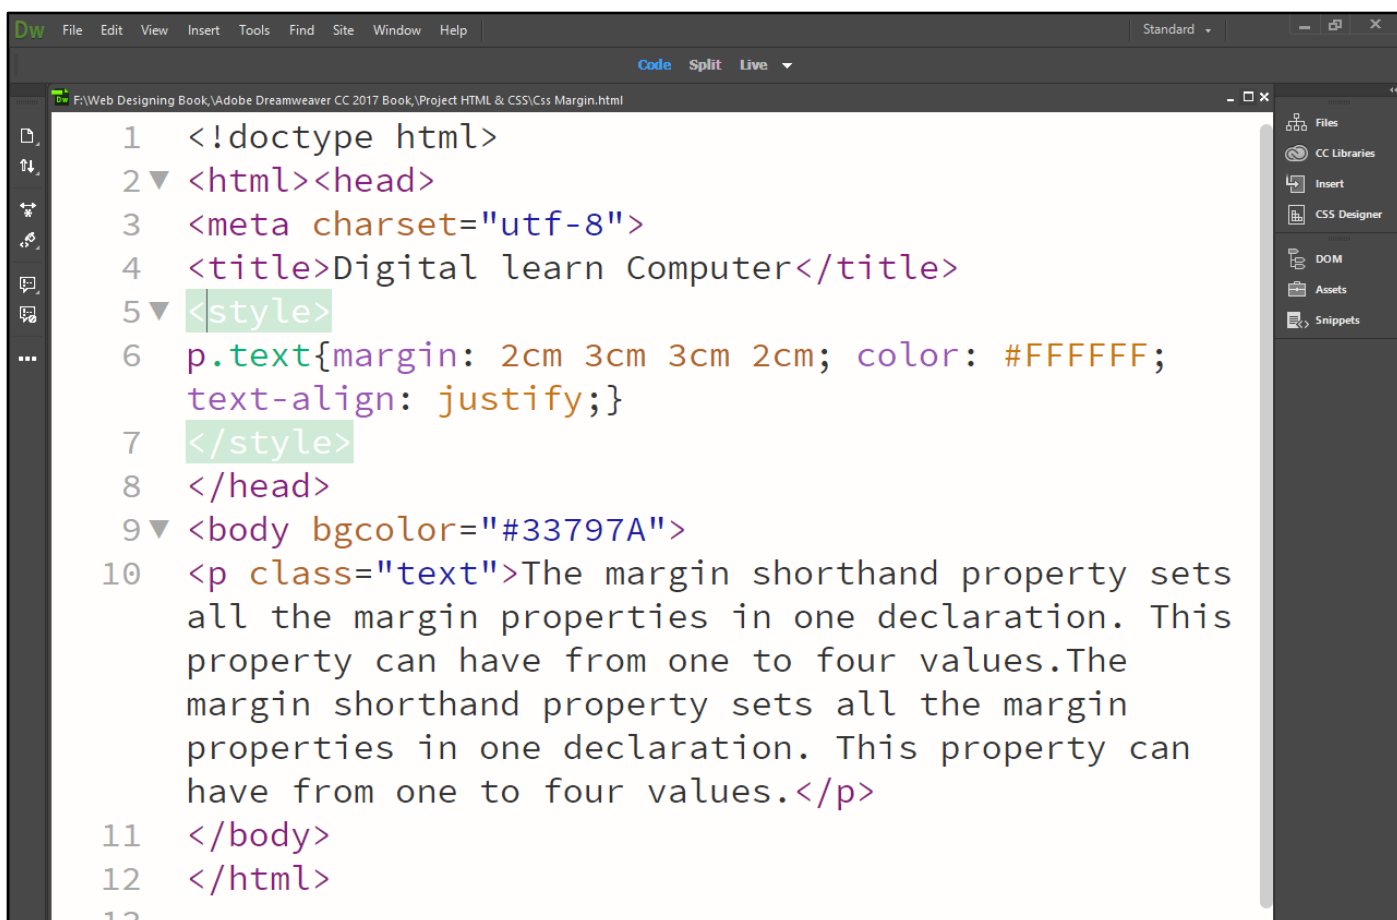 Dw File Edit View Insert Tools Find Site Window Help Standard
Code Split Live
Dw F:\Web Designing Book,\Adobe Dreamweaver CC 2017 Book,\Project HTML & CSS\Css Margin.html
1 <!doctype html>
2 <html><head>
3 <meta charset="utf-8">
4 <title>Digital learn Computer</title>
5 <style>
6 p.text{margin: 2cm 3cm 3cm 2cm; color: #FFFFFF;
text-align: justify;}
7 </style>
8 </head>
9 <body bgcolor="#33797A">
10 <p class="text">The margin shorthand property sets
all the margin properties in one declaration. This
property can have from one to four values.The
margin shorthand property sets all the margin
properties in one declaration. This property can
have from one to four values.</p>
11 </body>
12 </html>
13
Files
CC Libraries
Insert
CSS Designer
DOM
Assets
Snippets